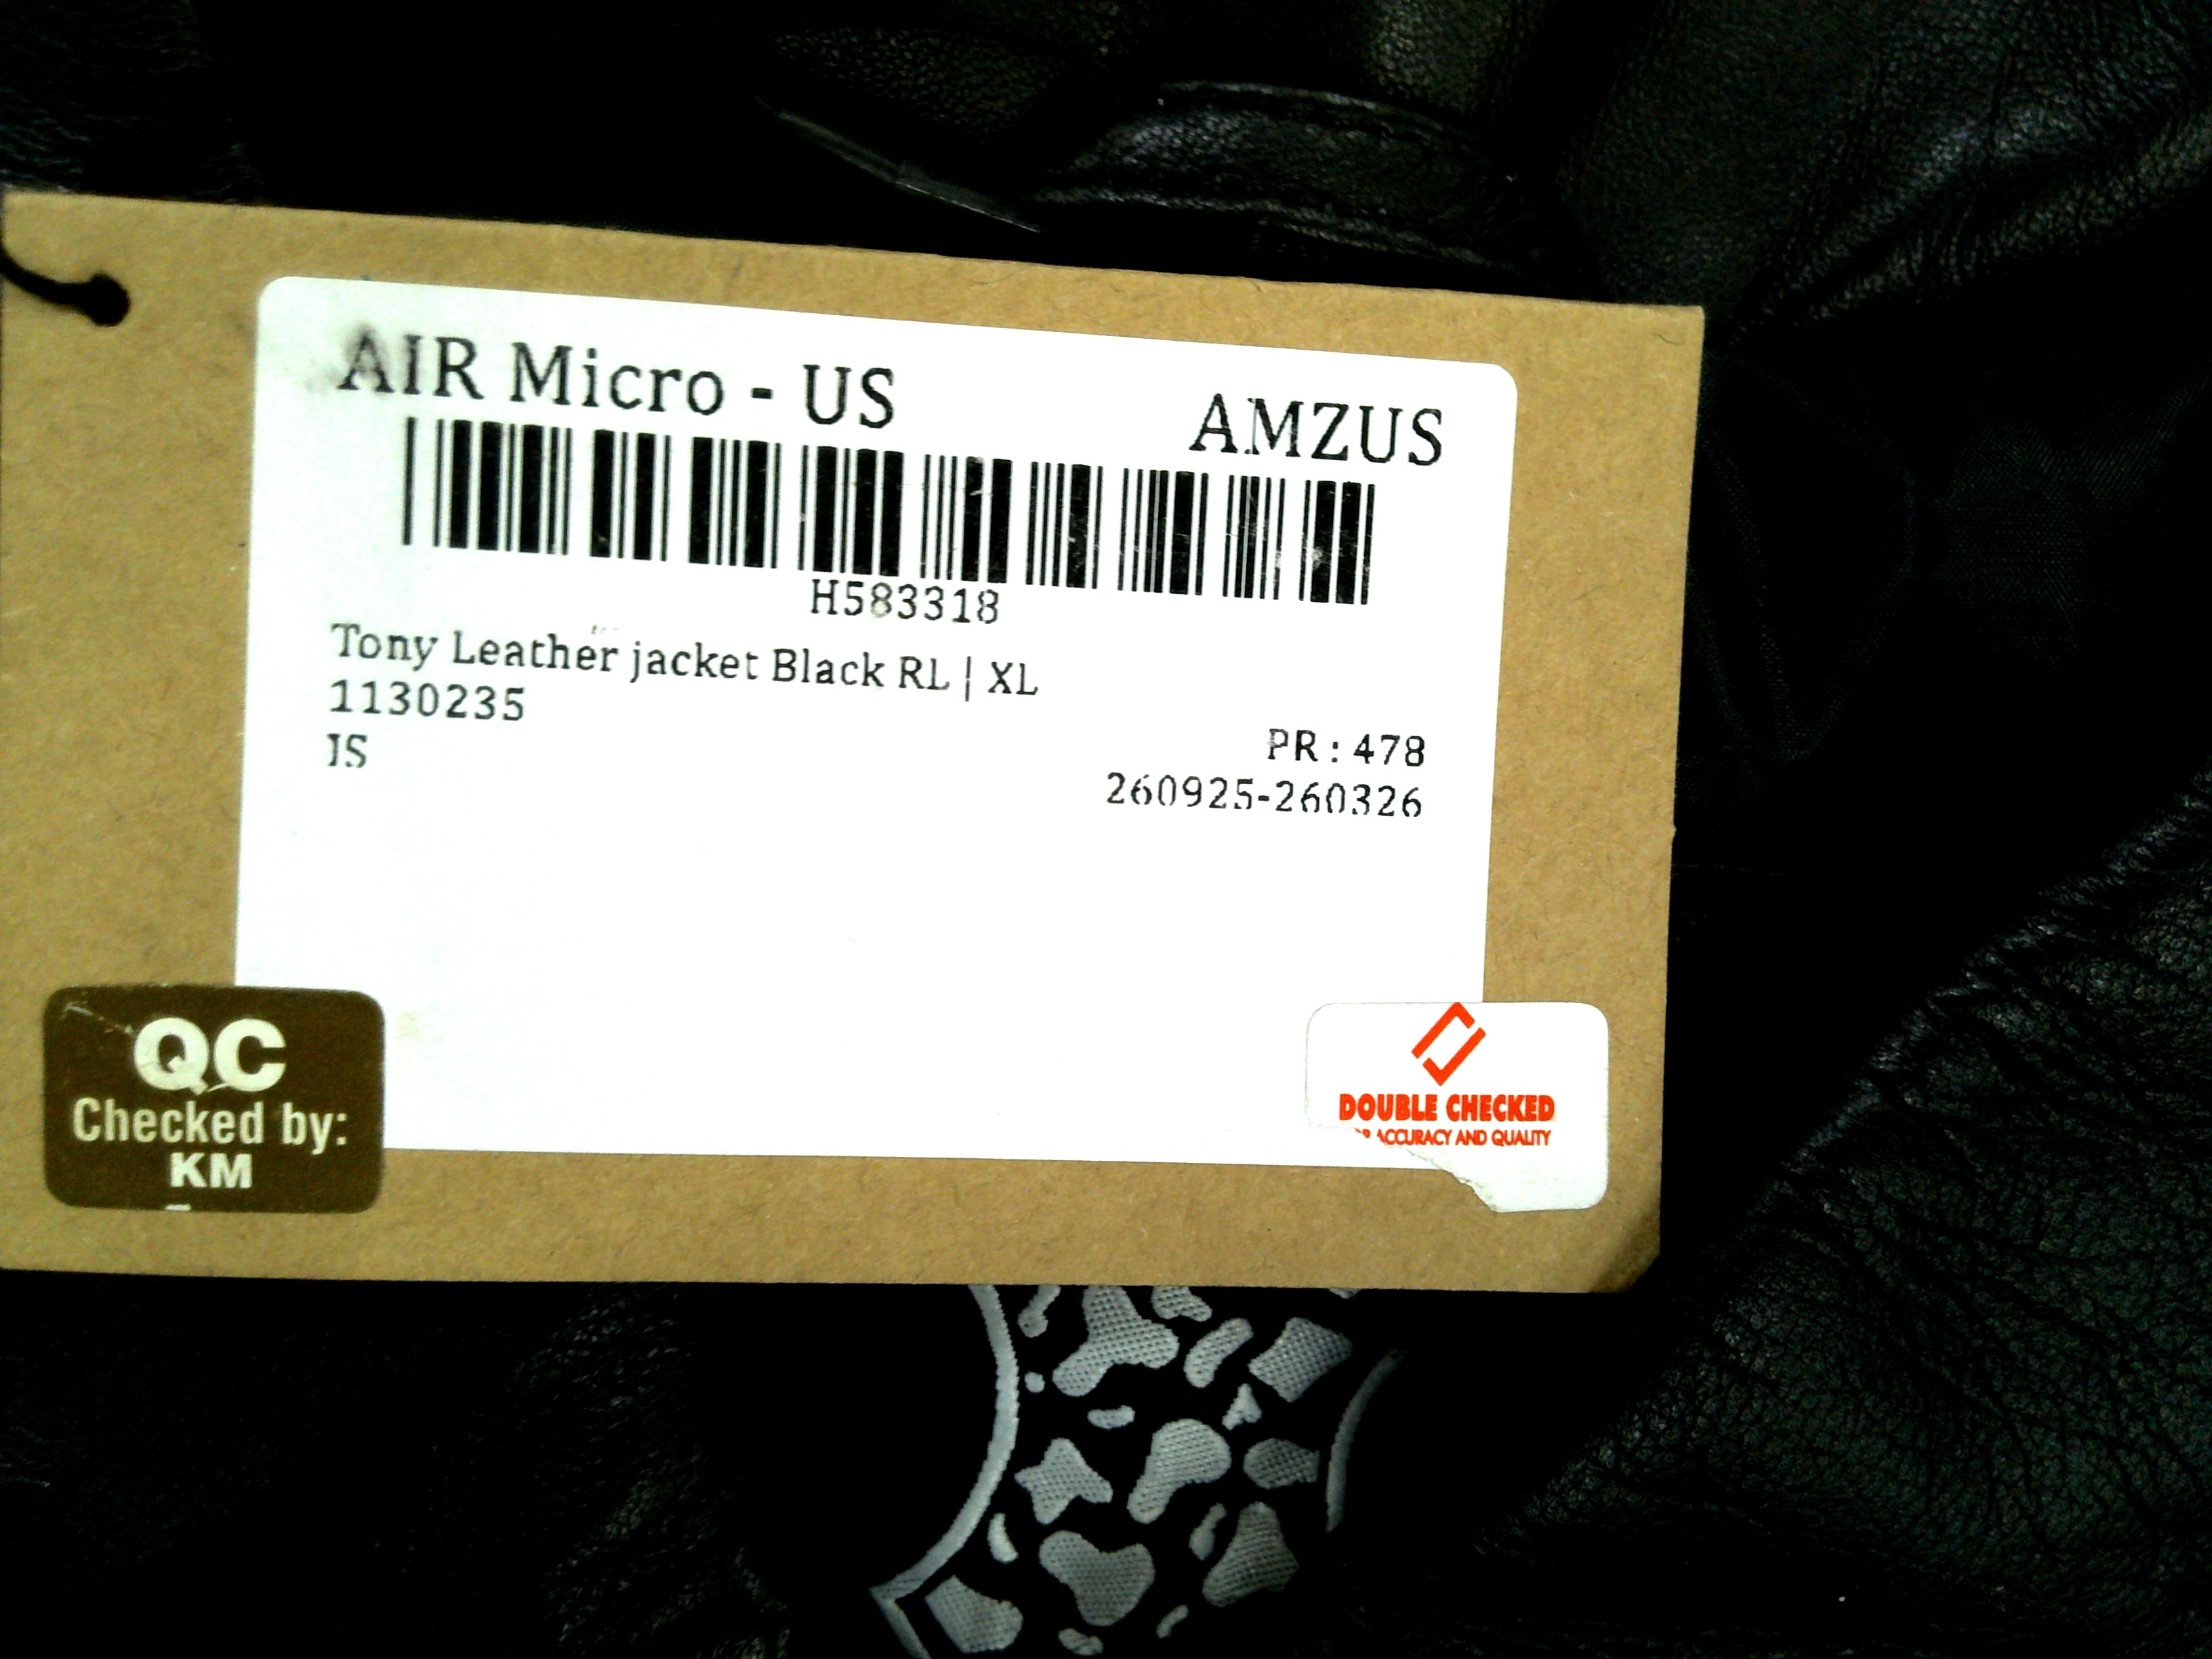 AIR Micro - US
AMZUS
H583318
Tony Leather jacket Black RL | XL
1130235
IS
PR : 478
260925-260326
QC
Checked by:
KM
DOUBLE CHECKED
ACCURACY AND QUALITY